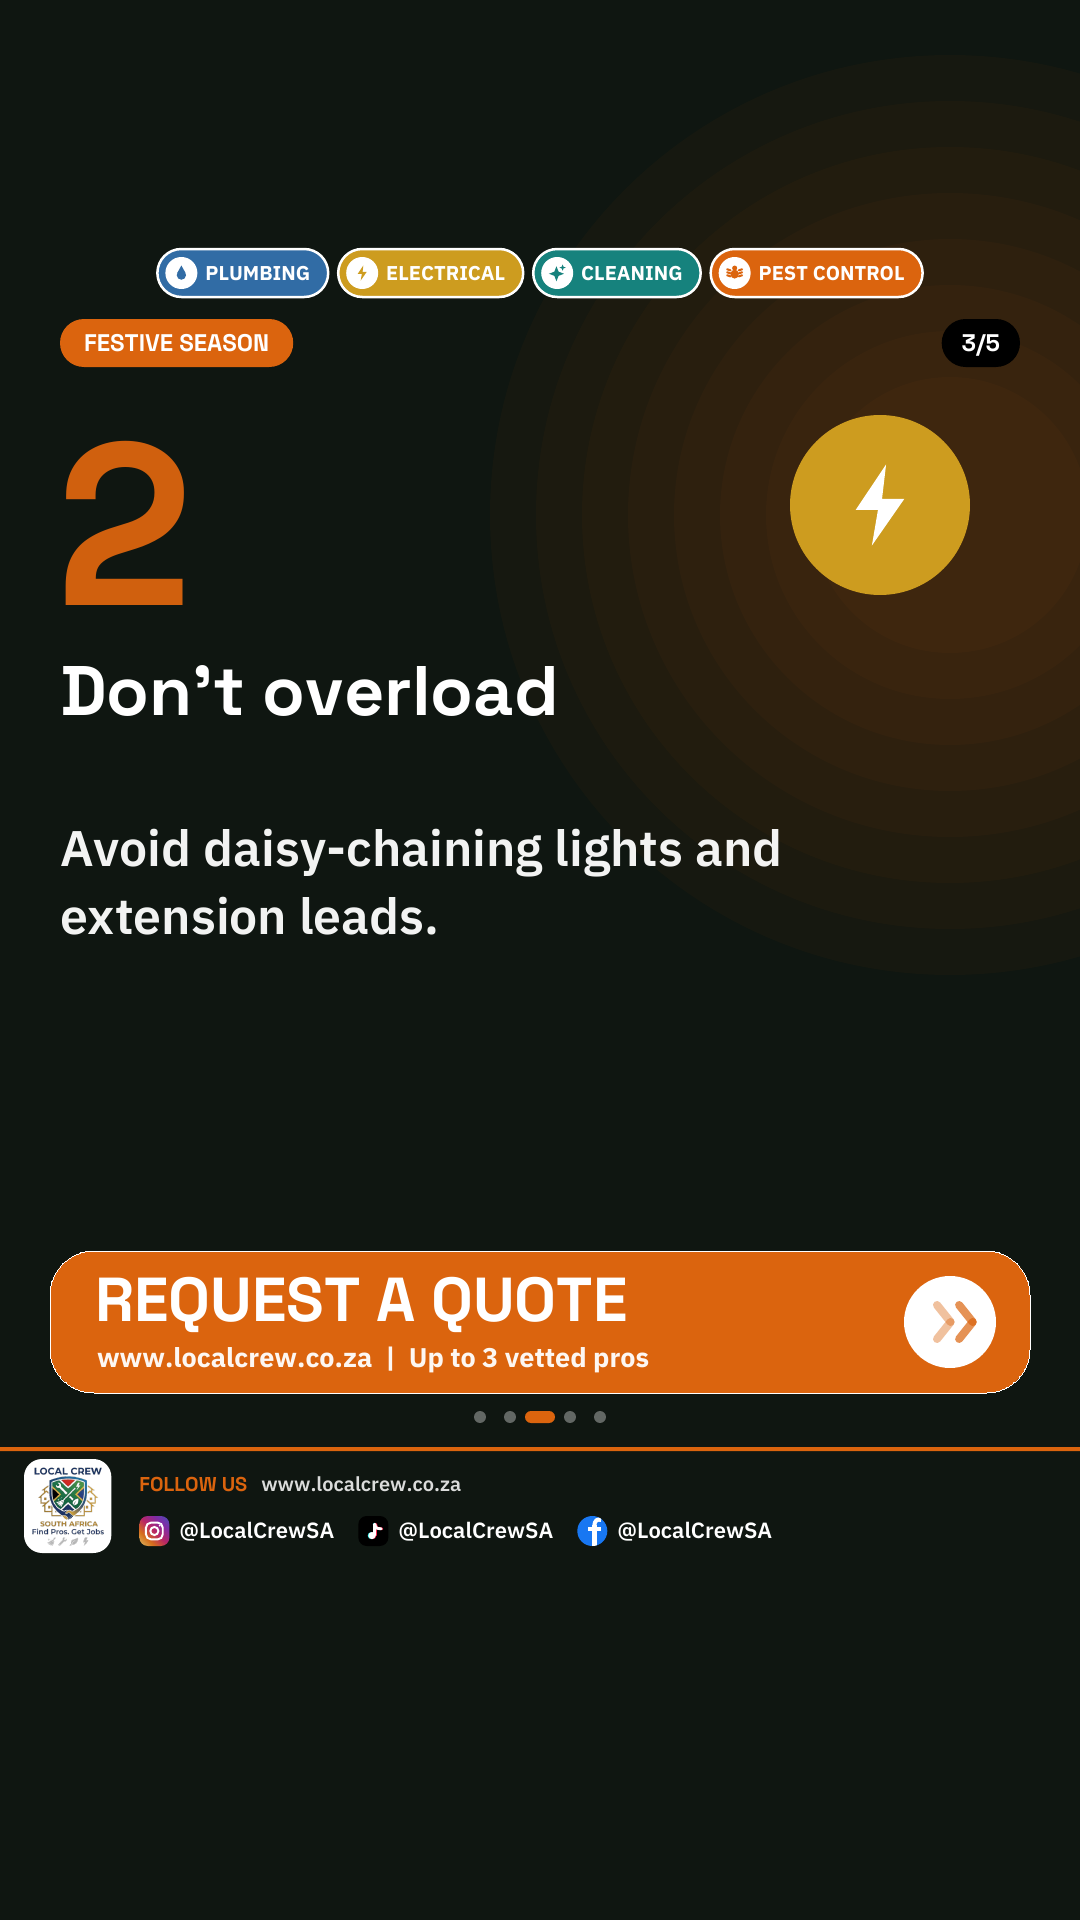 PLUMBING
ELECTRICAL
CLEANING
PEST CONTROL
FESTIVE SEASON
3/5
2
Don’t overload
Avoid daisy-chaining lights and
extension leads.
REQUEST A QUOTE
www.localcrew.co.za | Up to 3 vetted pros
LOCAL CREW
SOUTH AFRICA
Find Pros. Get Jobs
FOLLOW US www.localcrew.co.za
@LocalCrewSA @LocalCrewSA @LocalCrewSA